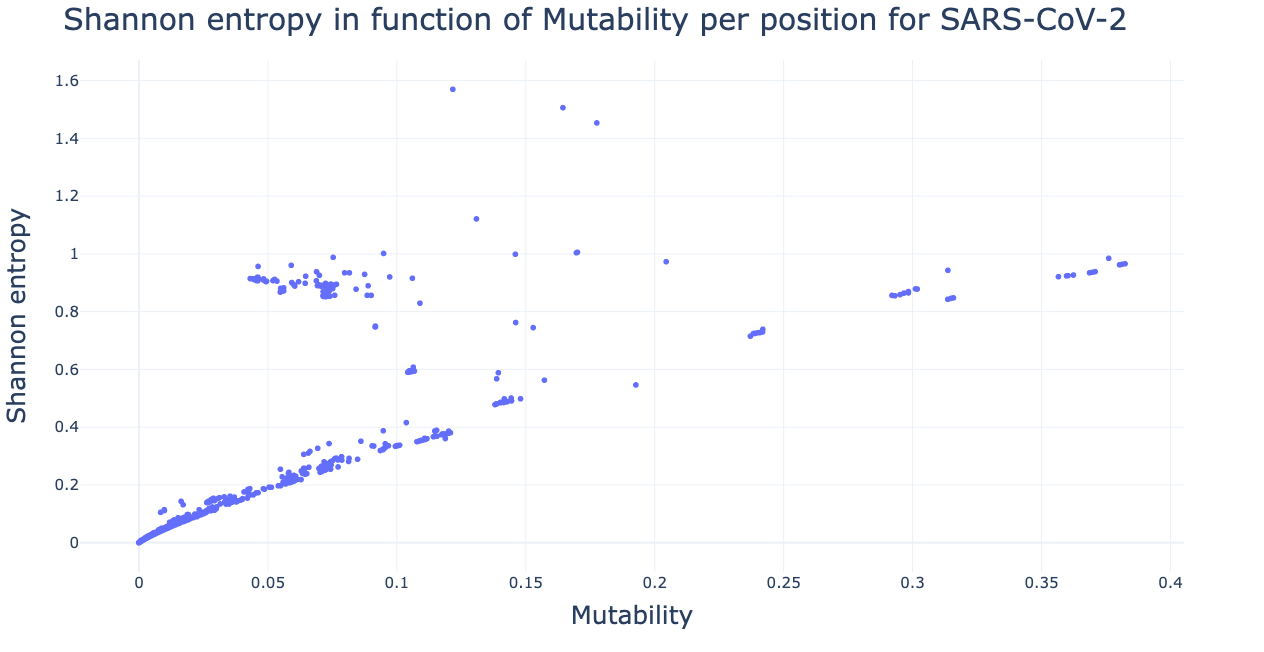 Shannon entropy in function of Mutability per position for SARS-CoV-2
1.6
1.4
1.2
1
0.8
0.6
0.4
0.2
0
Shannon entropy
0 0.05 0.1 0.15 0.2 0.25 0.3 0.35 0.4
Mutability